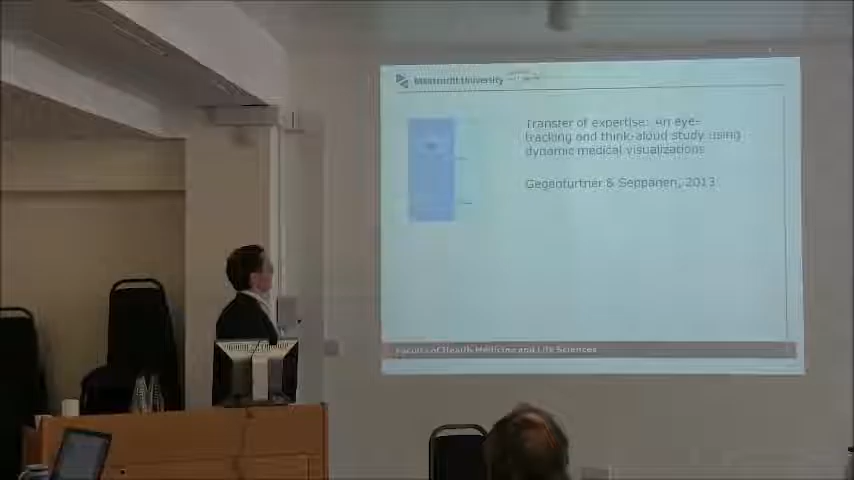 Maastricht University
Transfer of expertise: An eye-
tracking and think-aloud study using
dynamic medical visualizations
Gegenfurtner & Seppänen, 2013
Faculty of Health Medicine and Life Sciences